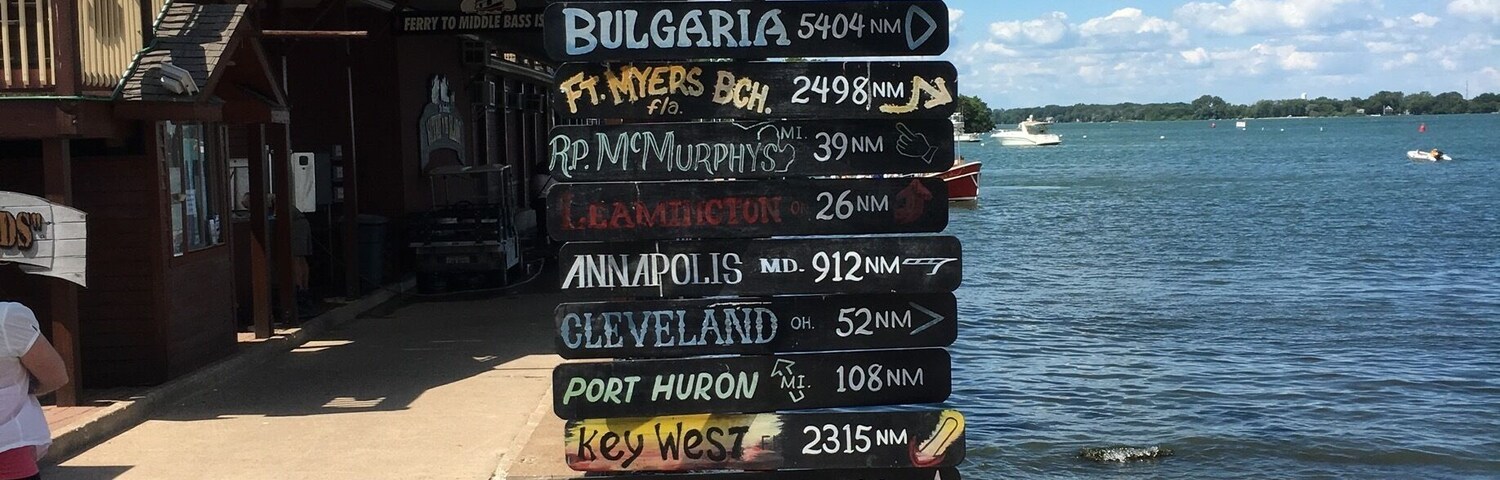 FERRY TO MIDDLE BASS IS
DS"
BULGARIA 5404 NM
FT. MYERS BCH. fla. 2498 NM
R.P. McMURPHYS MI. 39 NM
LEAMINGTON 26 NM
ANNAPOLIS MD. 912 NM
CLEVELAND OH. 52 NM
PORT HURON MI. 108 NM
KEY WEST 2315 NM